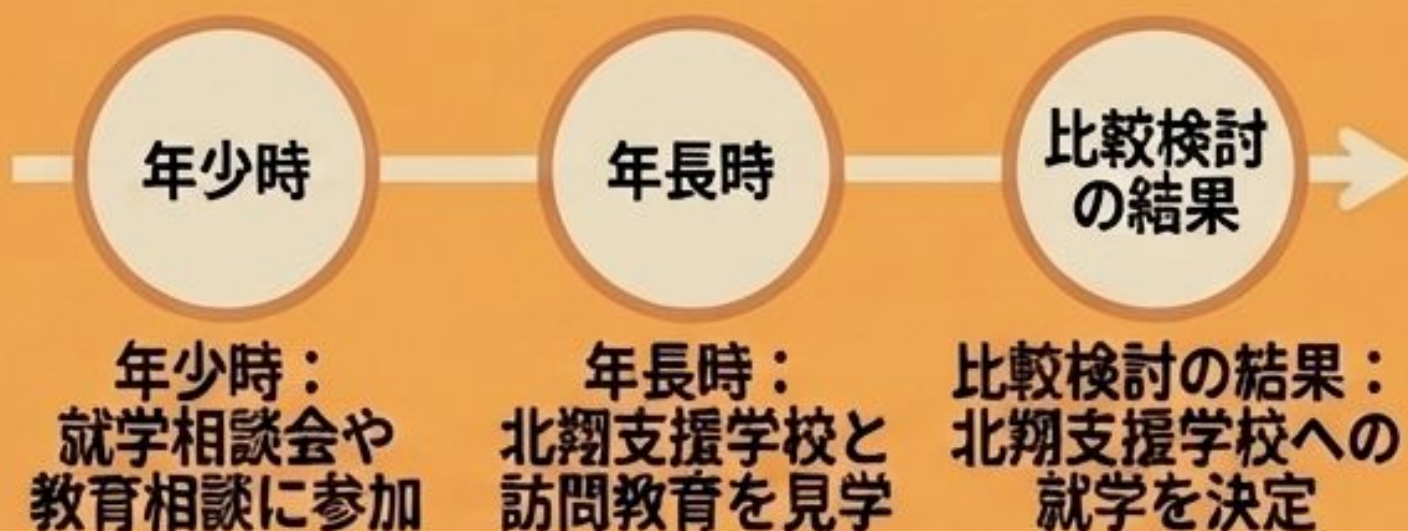 年少時
年長時
比較検討
の結果
年少時：
就学相談会や
教育相談に参加
年長時：
北翔支援学校と
訪問教育を見学
比較検討の結果：
北翔支援学校への
就学を決定